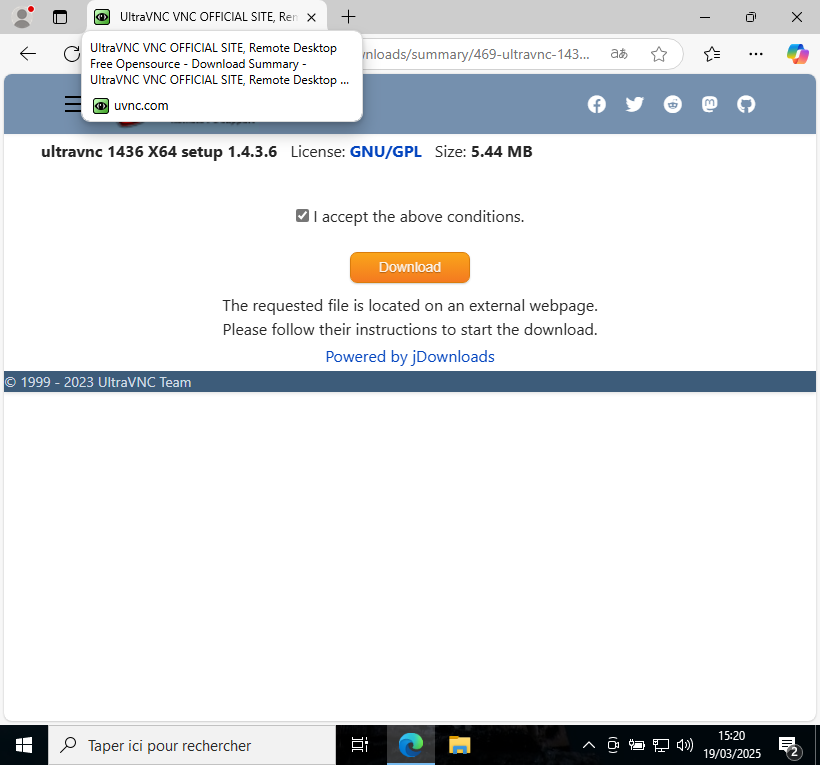 UltraVNC VNC OFFICIAL SITE, Ren
UltraVNC VNC OFFICIAL SITE, Remote Desktop
Free Opensource - Download Summary -
UltraVNC VNC OFFICIAL SITE, Remote Desktop ...
uvnc.com
nloads/summary/469-ultravnc-143...
aあ
ultravnc 1436 X64 setup 1.4.3.6 License: GNU/GPL Size: 5.44 MB
I accept the above conditions.
Download
The requested file is located on an external webpage.
Please follow their instructions to start the download.
Powered by jDownloads
© 1999 - 2023 UltraVNC Team
Taper ici pour rechercher
15:20
19/03/2025
2